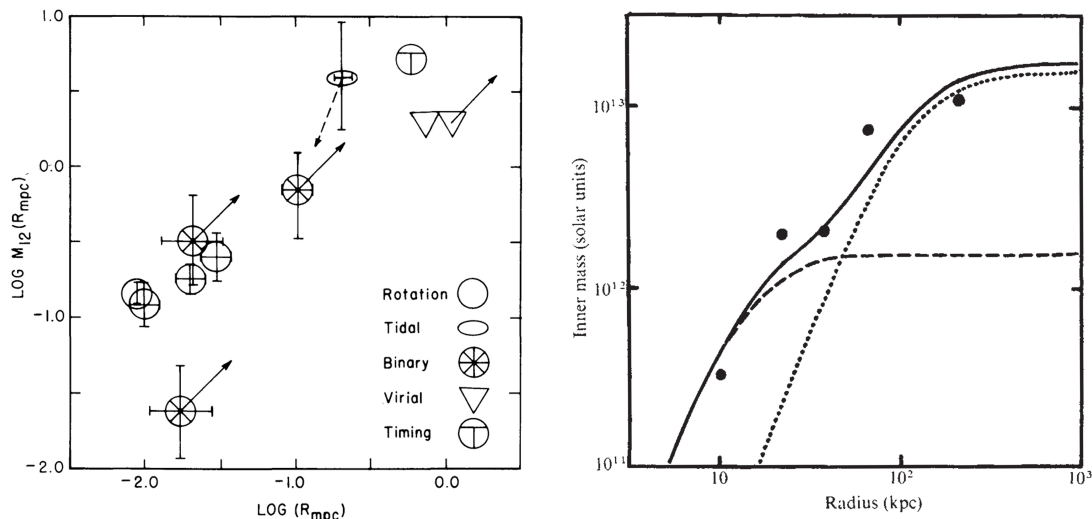 1.0
0.0
-1.0
-2.0
-2.0
-1.0
0.0
LOG M₁₂(Rmpc)
LOG (Rmpc)
Rotation
Tidal
Binary
Virial
Timing
10¹³
10¹²
10¹¹
10
10²
10³
Inner mass (solar units)
Radius (kpc)